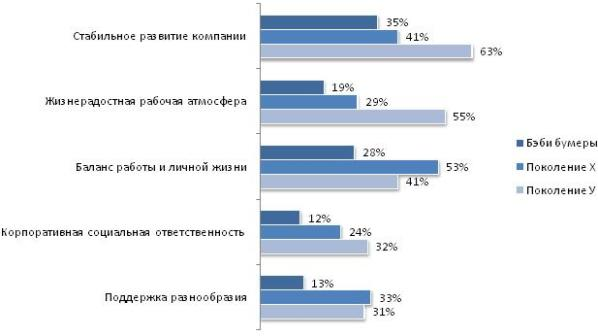 Стабильное развитие компании
35%
41%
63%
Жизнерадостная рабочая атмосфера
19%
29%
55%
Баланс работы и личной жизни
28%
53%
41%
Корпоративная социальная ответственность
12%
24%
32%
Поддержка разнообразия
13%
33%
31%
Бэби бумеры
Поколение Х
Поколение У